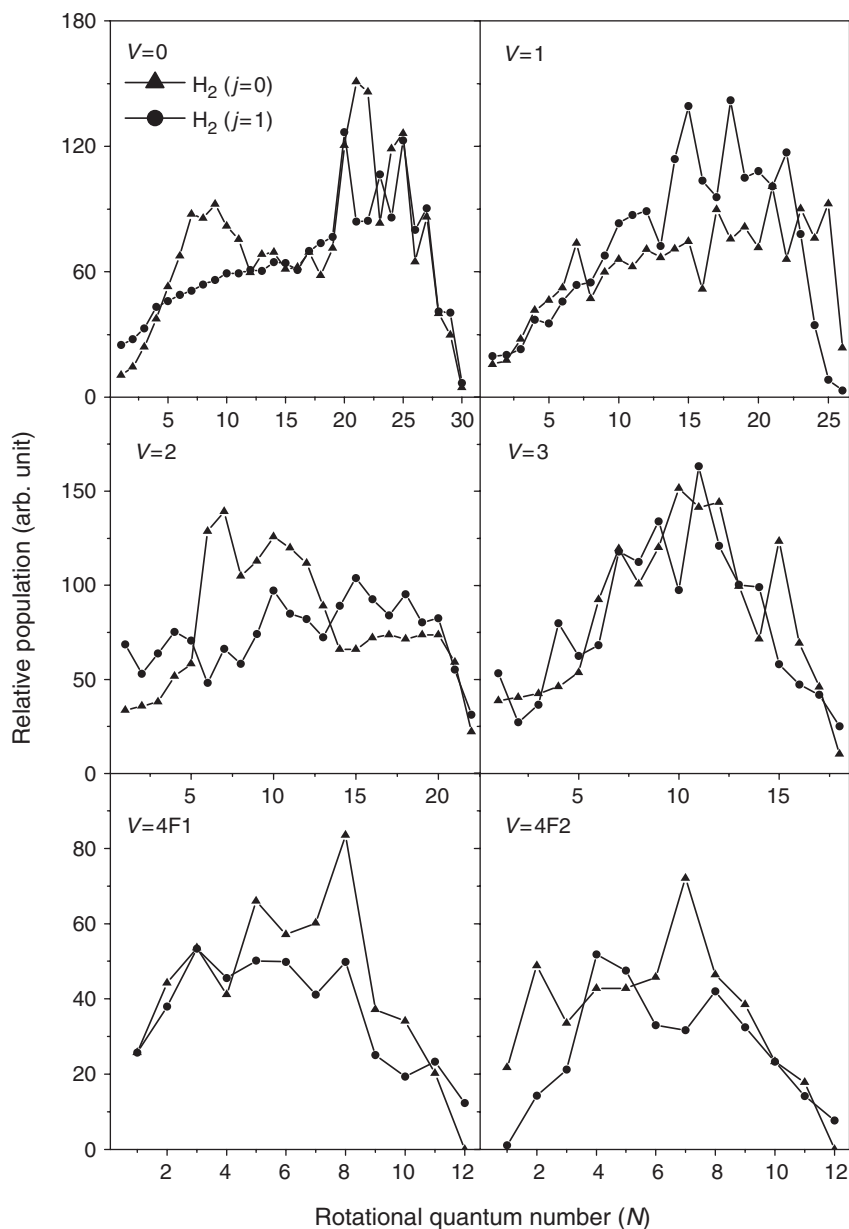 180
150
120
90
60
30
0
V=0
H₂ (j=0)
H₂ (j=1)
5 10 15 20 25 30
V=1
5 10 15 20 25
150
100
50
0
V=2
5 10 15 20
V=3
5 10 15
80
60
40
20
0
V=4F1
2 4 6 8 10 12
V=4F2
2 4 6 8 10 12
Relative population (arb. unit)
Rotational quantum number (N)